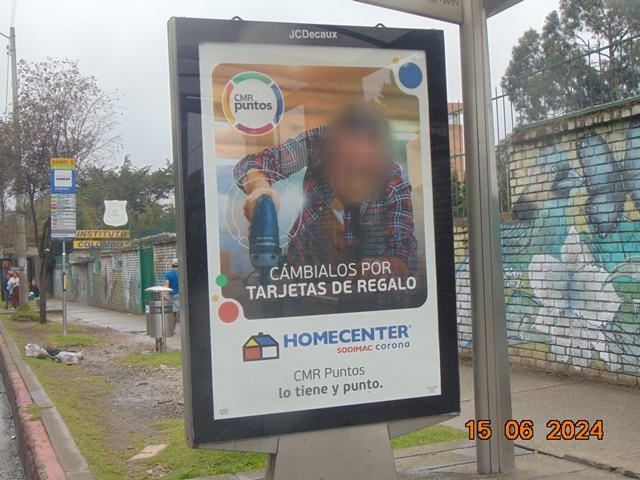 JCDecaux
CMR
puntos
CÁMBIALOS POR
TARJETAS DE REGALO
HOMECENTER
SODIMAC corona
CMR Puntos
lo tiene y punto.
INSTITUTO
COLOMBO
15 06 2024